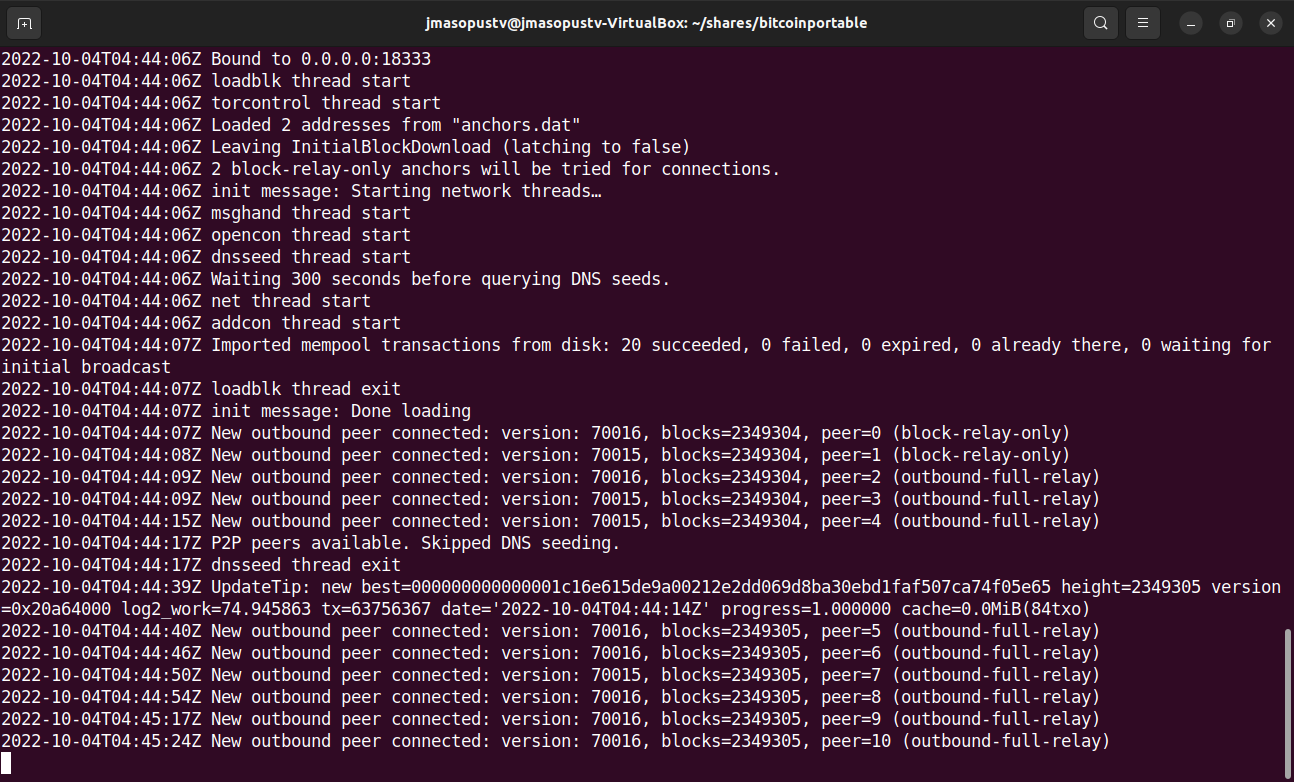 jmasopustv@jmasopustv-VirtualBox: ~/shares/bitcoinportable
2022-10-04T04:44:06Z Bound to 0.0.0.0:18333
2022-10-04T04:44:06Z loadblk thread start
2022-10-04T04:44:06Z torcontrol thread start
2022-10-04T04:44:06Z Loaded 2 addresses from "anchors.dat"
2022-10-04T04:44:06Z Leaving InitialBlockDownload (latching to false)
2022-10-04T04:44:06Z 2 block-relay-only anchors will be tried for connections.
2022-10-04T04:44:06Z init message: Starting network threads…
2022-10-04T04:44:06Z msghand thread start
2022-10-04T04:44:06Z opencon thread start
2022-10-04T04:44:06Z dnsseed thread start
2022-10-04T04:44:06Z Waiting 300 seconds before querying DNS seeds.
2022-10-04T04:44:06Z net thread start
2022-10-04T04:44:06Z addcon thread start
2022-10-04T04:44:07Z Imported mempool transactions from disk: 20 succeeded, 0 failed, 0 expired, 0 already there, 0 waiting for
initial broadcast
2022-10-04T04:44:07Z loadblk thread exit
2022-10-04T04:44:07Z init message: Done loading
2022-10-04T04:44:07Z New outbound peer connected: version: 70016, blocks=2349304, peer=0 (block-relay-only)
2022-10-04T04:44:08Z New outbound peer connected: version: 70015, blocks=2349304, peer=1 (block-relay-only)
2022-10-04T04:44:09Z New outbound peer connected: version: 70016, blocks=2349304, peer=2 (outbound-full-relay)
2022-10-04T04:44:09Z New outbound peer connected: version: 70015, blocks=2349304, peer=3 (outbound-full-relay)
2022-10-04T04:44:15Z New outbound peer connected: version: 70015, blocks=2349304, peer=4 (outbound-full-relay)
2022-10-04T04:44:17Z P2P peers available. Skipped DNS seeding.
2022-10-04T04:44:17Z dnsseed thread exit
2022-10-04T04:44:39Z UpdateTip: new best=000000000000001c16e615de9a00212e2dd069d8ba30ebd1faf507ca74f05e65 height=2349305 version
=0x20a64000 log2_work=74.945863 tx=63756367 date='2022-10-04T04:44:14Z' progress=1.000000 cache=0.0MiB(84txo)
2022-10-04T04:44:40Z New outbound peer connected: version: 70016, blocks=2349305, peer=5 (outbound-full-relay)
2022-10-04T04:44:46Z New outbound peer connected: version: 70016, blocks=2349305, peer=6 (outbound-full-relay)
2022-10-04T04:44:50Z New outbound peer connected: version: 70015, blocks=2349305, peer=7 (outbound-full-relay)
2022-10-04T04:44:54Z New outbound peer connected: version: 70016, blocks=2349305, peer=8 (outbound-full-relay)
2022-10-04T04:45:17Z New outbound peer connected: version: 70016, blocks=2349305, peer=9 (outbound-full-relay)
2022-10-04T04:45:24Z New outbound peer connected: version: 70016, blocks=2349305, peer=10 (outbound-full-relay)